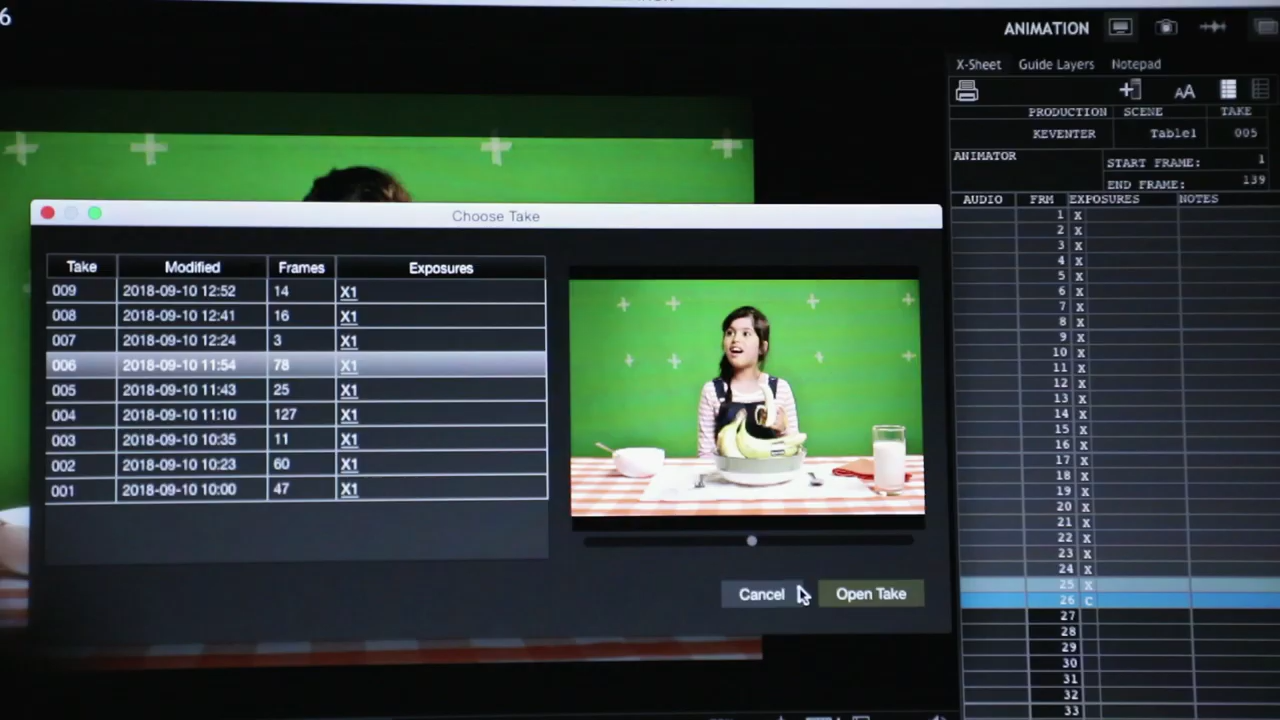 6
ANIMATION
X-Sheet Guide Layers Notepad
AA
PRODUCTION SCENE TAKE
KEVENTER Table1 005
ANIMATOR
START FRAME: 1
END FRAME: 139
AUDIO FRM EXPOSURES NOTES
1 X
2 X
3 X
4 X
5 X
6 X
7 X
8 X
9 X
10 X
11 X
12 X
13 X
14 X
15 X
16 X
17 X
18 X
19 X
20 X
21 X
22 X
23 X
24 X
25 X
26 C
27
28
29
30
31
32
33
Choose Take
Take Modified Frames Exposures
009 2018-09-10 12:52 14 X1
008 2018-09-10 12:41 16 X1
007 2018-09-10 12:24 3 X1
006 2018-09-10 11:54 78 X1
005 2018-09-10 11:43 25 X1
004 2018-09-10 11:10 127 X1
003 2018-09-10 10:35 11 X1
002 2018-09-10 10:23 60 X1
001 2018-09-10 10:00 47 X1
Cancel Open Take